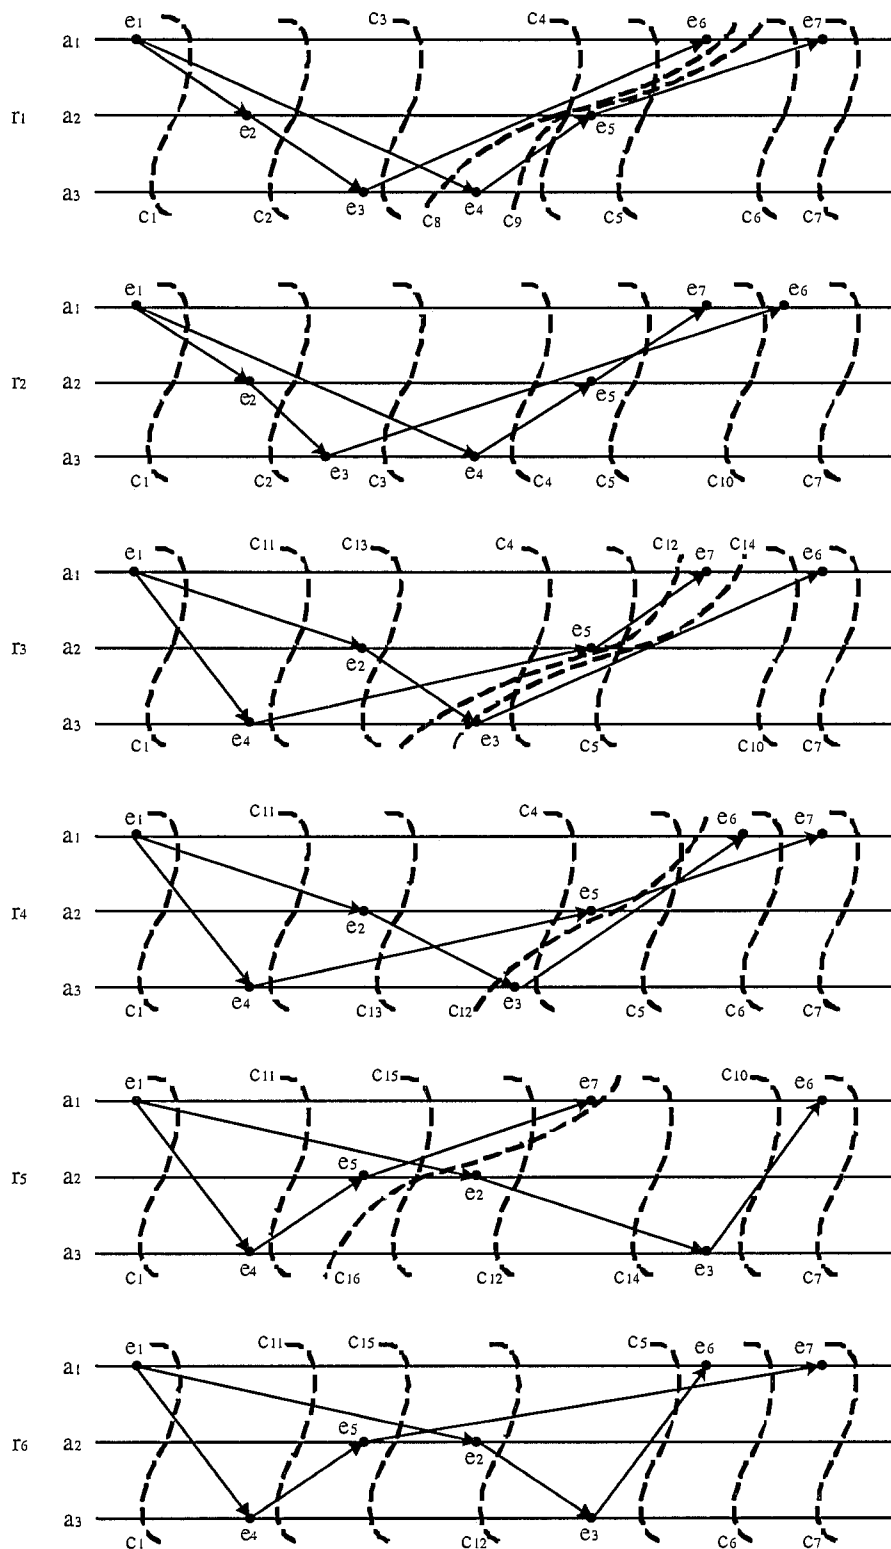 e1 c3 c4 e6 e7
a1
r1 a2 e2 e5
a3
c1 c2 e3 c8 e4 c9 c5 c6 c7
e1 e7 e6
a1
r2 a2 e2 e5
a3
c1 c2 e3 c3 e4 c4 c5 c10 c7
e1 c11 c13 c4 c12 e7 c14 e6
a1
r3 a2 e2 e5
a3
c1 e4 e3 c5 c10 c7
e1 c11 c4 e6 e7
a1
r4 a2 e2 e5
a3
c1 e4 c13 c12 e3 c5 c6 c7
e1 c11 c15 e7 c10 e6
a1
r5 a2 e5 e2
a3
c1 e4 c16 c12 c14 e3 c7
e1 c11 c15 c5 e6 e7
a1
r6 a2 e5 e2
a3
c1 e4 c12 e3 c6 c7